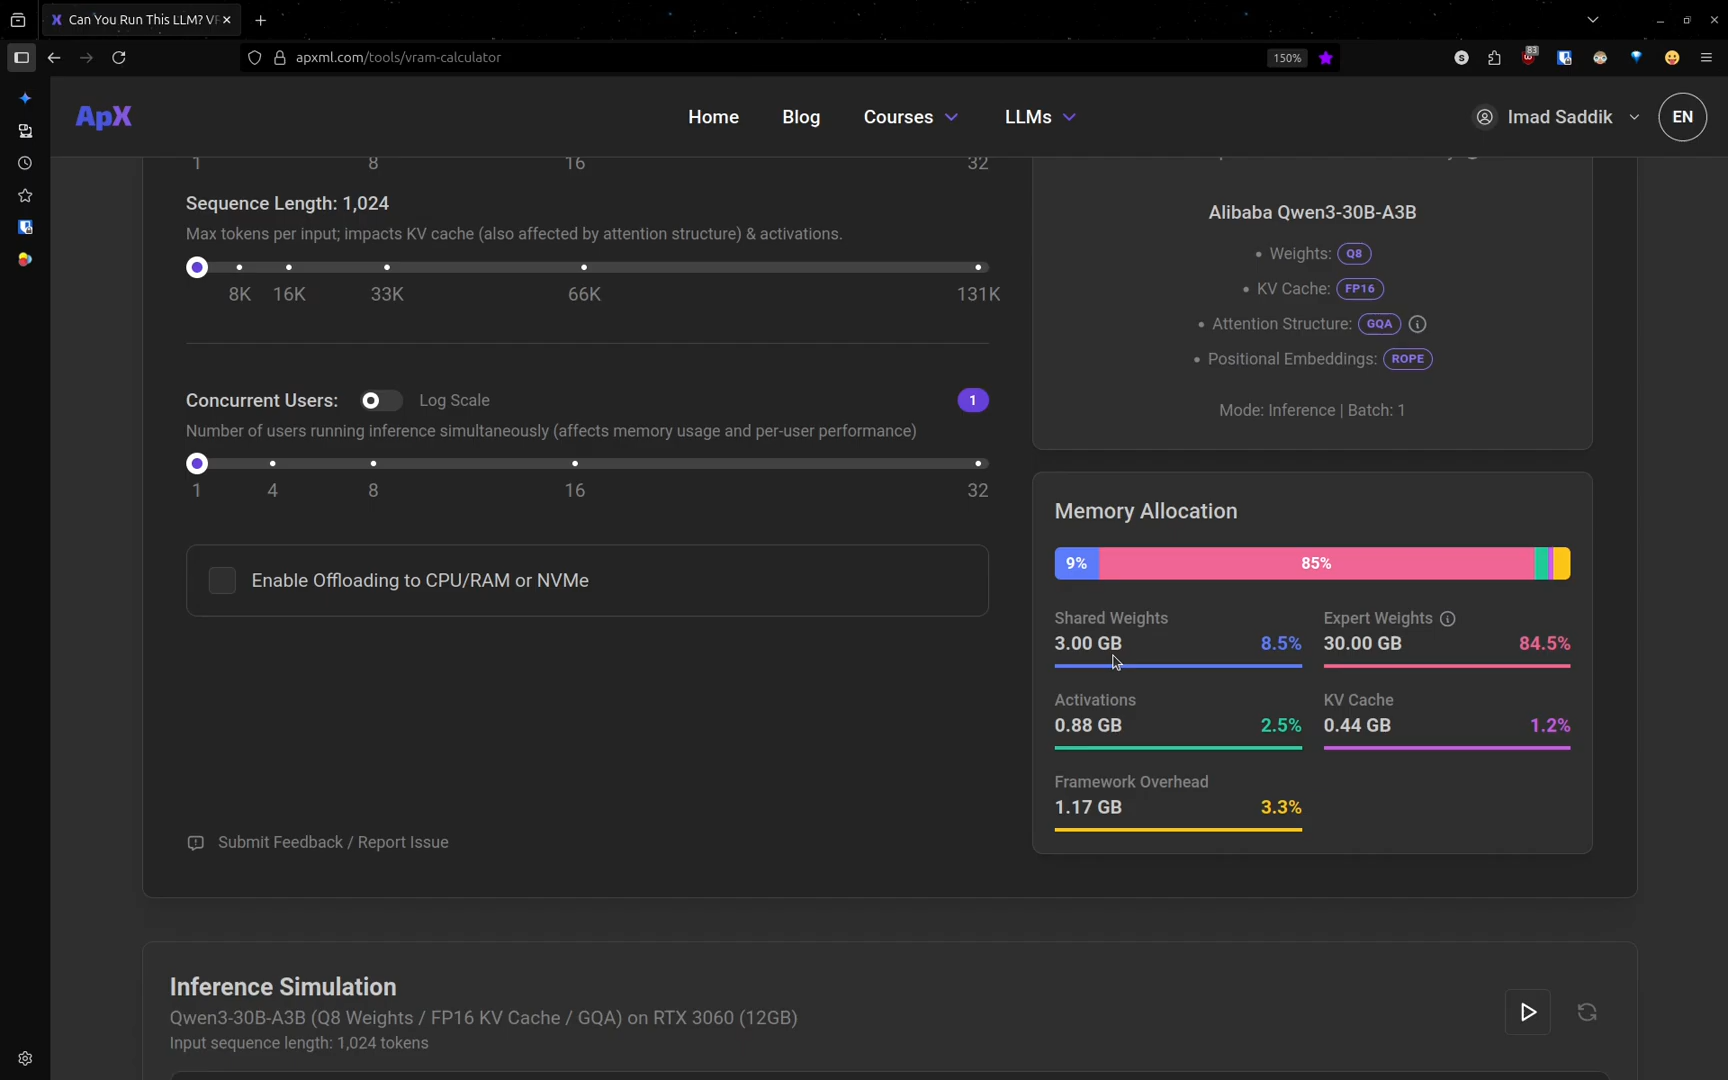 Can You Run This LLM? VR
83
apxml.com/tools/vram-calculator
150%
ApX
Home
Blog
Courses
LLMs
Imad Saddik
EN
1
8
16
32
Sequence Length: 1,024
Max tokens per input; impacts KV cache (also affected by attention structure) & activations.
8K
16K
33K
66K
131K
Concurrent Users:
Log Scale
1
Number of users running inference simultaneously (affects memory usage and per-user performance)
1
4
8
16
32
Enable Offloading to CPU/RAM or NVMe
Submit Feedback / Report Issue
Alibaba Qwen3-30B-A3B
• Weights: Q8
• KV Cache: FP16
• Attention Structure: GQA
• Positional Embeddings: ROPE
Mode: Inference | Batch: 1
Memory Allocation
9%
85%
Shared Weights
3.00 GB
8.5%
Expert Weights
30.00 GB
84.5%
Activations
0.88 GB
2.5%
KV Cache
0.44 GB
1.2%
Framework Overhead
1.17 GB
3.3%
Inference Simulation
Qwen3-30B-A3B (Q8 Weights / FP16 KV Cache / GQA) on RTX 3060 (12GB)
Input sequence length: 1,024 tokens